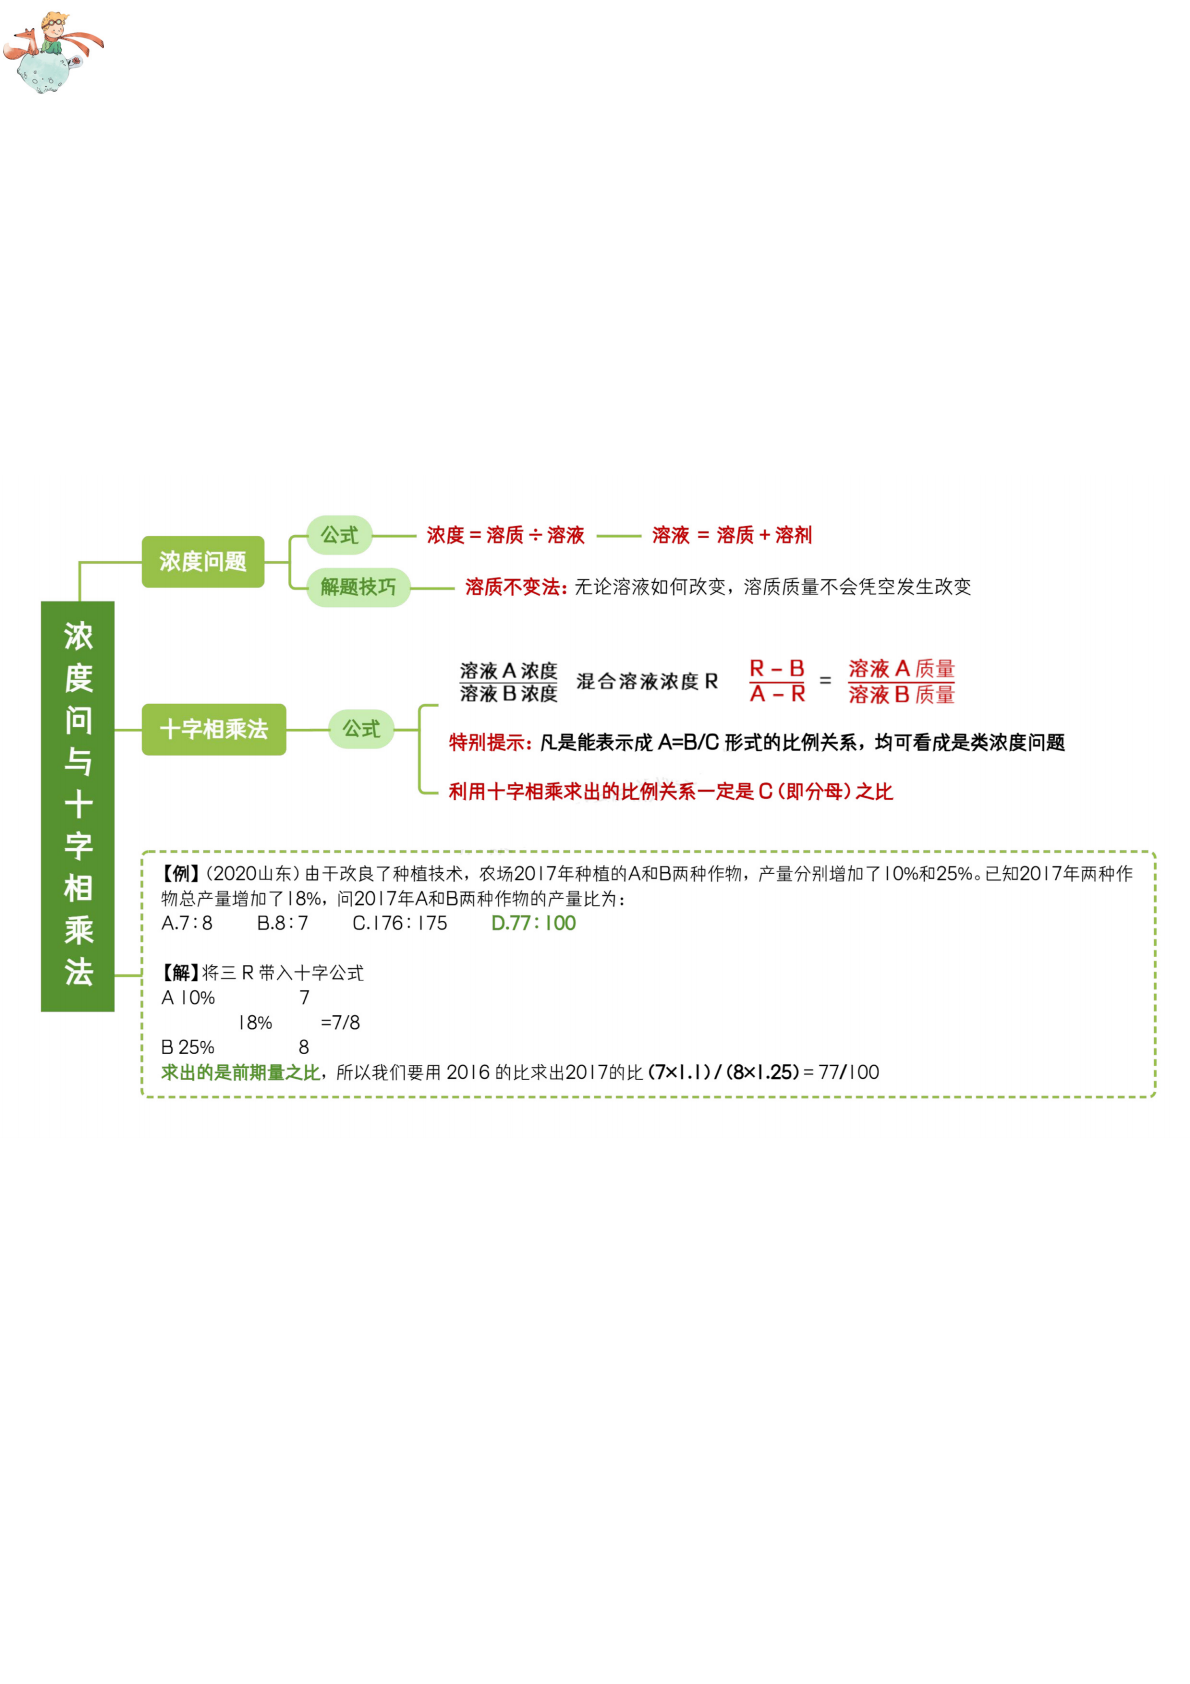 浓度问与十字相乘法
浓度问题
公式
浓度 = 溶质 ÷ 溶液
溶液 = 溶质 + 溶剂
解题技巧
溶质不变法：无论溶液如何改变，溶质质量不会凭空发生改变
十字相乘法
公式
溶液 A 浓度
溶液 B 浓度
混合溶液浓度 R
R – B
A – R
=
溶液 A 质量
溶液 B 质量
特别提示：凡是能表示成 A=B/C 形式的比例关系，均可看成是类浓度问题
利用十字相乘求出的比例关系一定是 C（即分母）之比
【例】（2020山东）由于改良了种植技术，农场2017年种植的A和B两种作物，产量分别增加了10%和25%。已知2017年两种作
物总产量增加了18%，问2017年A和B两种作物的产量比为：
A.7：8 B.8：7 C.176：175 D.77：100
【解】将三 R 带入十字公式
A 10% 7
18% =7/8
B 25% 8
求出的是前期量之比，所以我们要用 2016 的比求出2017的比（7×1.1）/（8×1.25）= 77/100